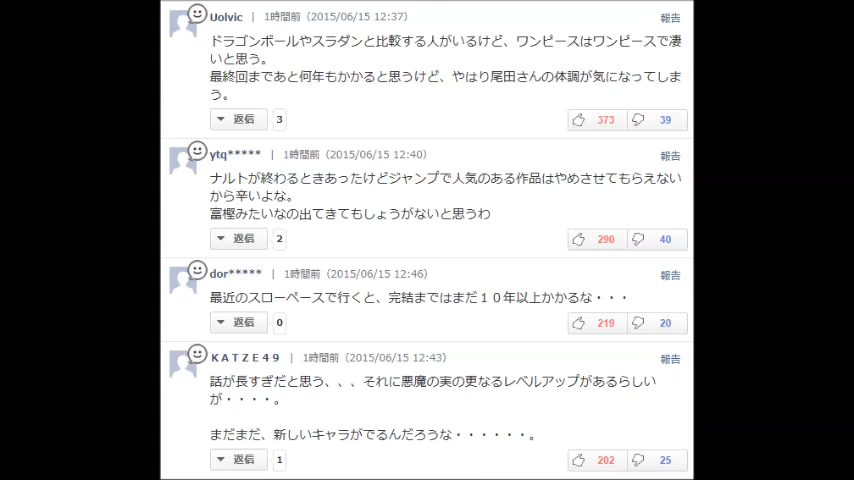 Uolvic | 1時間前（2015/06/15 12:37） 報告
ドラゴンボールやスラダンと比較する人がいるけど、ワンピースはワンピースで凄
いと思う。
最終回まであと何年もかかると思うけど、やはり尾田さんの体調が気になってしま
う。
返信 3 373 39
ytq***** | 1時間前（2015/06/15 12:40） 報告
ナルトが終わるときあったけどジャンプで人気のある作品はやめさせてもらえない
から辛いよな。
富樫みたいなの出てきてもしょうがないと思うわ
返信 2 290 40
dor***** | 1時間前（2015/06/15 12:46） 報告
最近のスローペースで行くと、完結まではまだ１０年以上かかるな・・・
返信 0 219 20
ＫＡＴＺＥ４９ | 1時間前（2015/06/15 12:43） 報告
話が長すぎだと思う、、、それに悪魔の実の更なるレベルアップがあるらしい
が・・・・。
まだまだ、新しいキャラがでるんだろうな・・・・・・。
返信 1 202 25